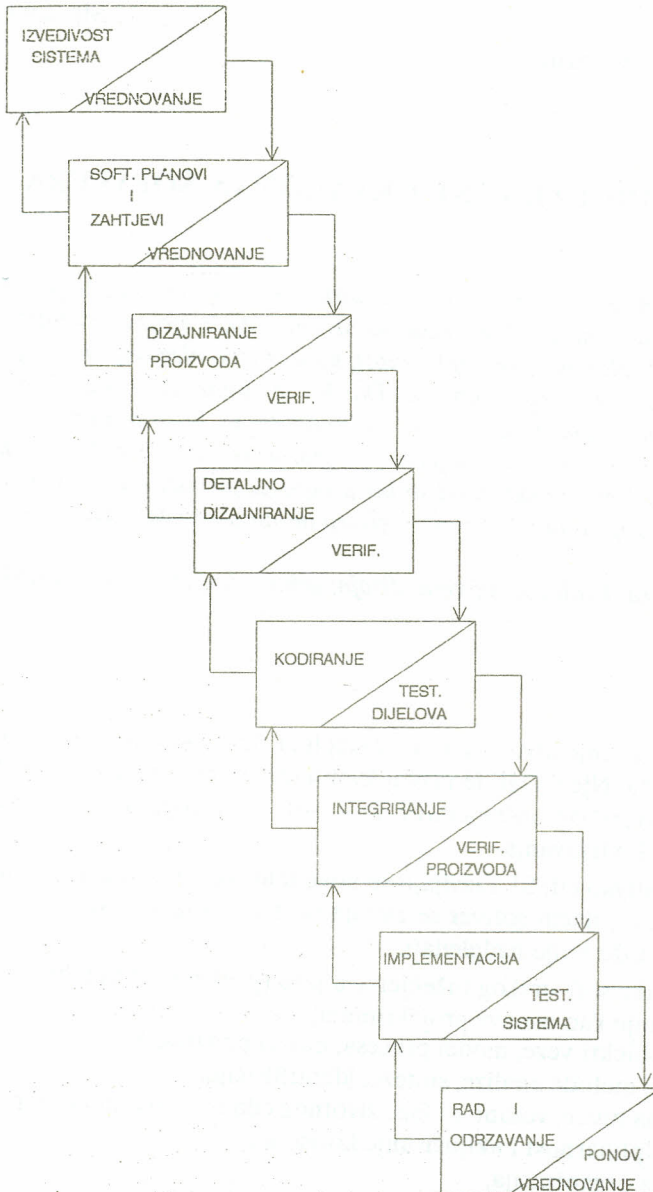 IZVEDIVOST
SISTEMA
VREDNOVANJE
SOFT. PLANOVI
I
ZAHTJEVI
VREDNOVANJE
DIZAJNIRANJE
PROIZVODA
VERIF.
DETALJNO
DIZAJNIRANJE
VERIF.
KODIRANJE
TEST.
DIJELOVA
INTEGRIRANJE
VERIF.
PROIZVODA
IMPLEMENTACIJA
TEST.
SISTEMA
RAD I
ODRZAVANJE
PONOV.
VREDNOVANJE